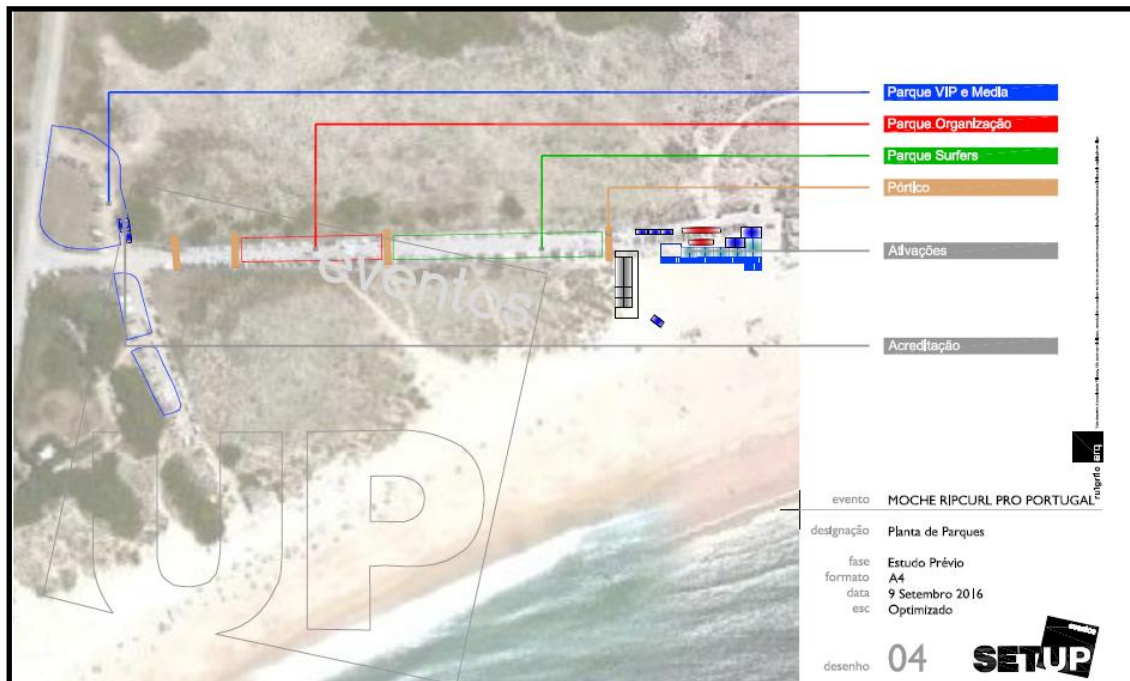 Parque VIP e Media
Parque Organização
Parque Surfers
Pórtico
Ativações
Acreditação
eventos
UP
evento MOCHE RIPCURL PRO PORTUGAL
designação Planta de Parques
fase Estudo Prévio
formato A4
data 9 Setembro 2016
esc Optimizado
desenho 04
eventos
SETUP